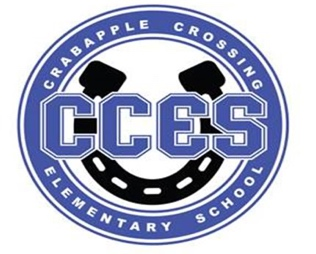 CRABAPPLE CROSSING
CCES
ELEMENTARY SCHOOL